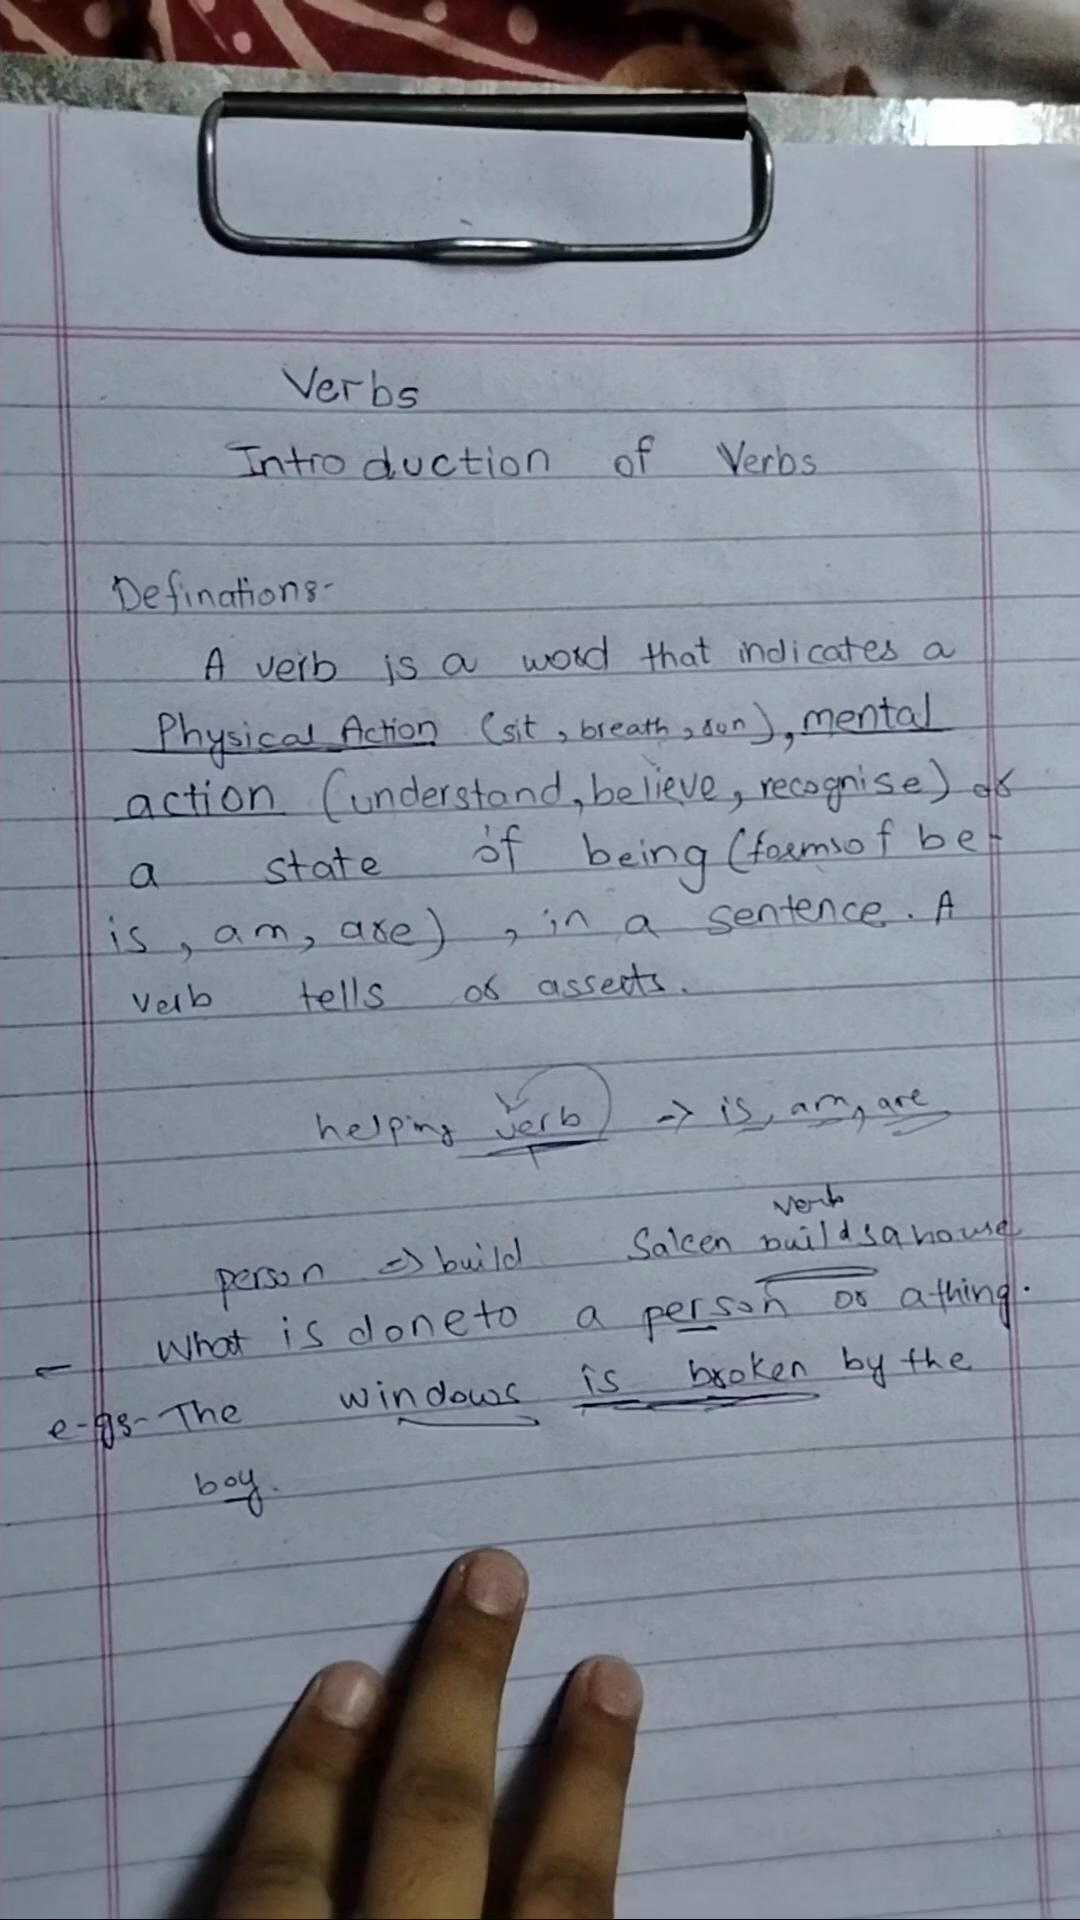 Verbs
Introduction of Verbs
Definations:-
A verb is a word that indicates a
Physical Action (sit, breath, run), mental
action (understand, believe, recognise) or
a state of being (forms of be-
is, am, are), in a sentence. A
verb tells or asserts.
helping verb -> is, am, are
verb
person => build Saleen builds a house
- What is done to a person or a thing.
e-gs- The windows is broken by the
boy.